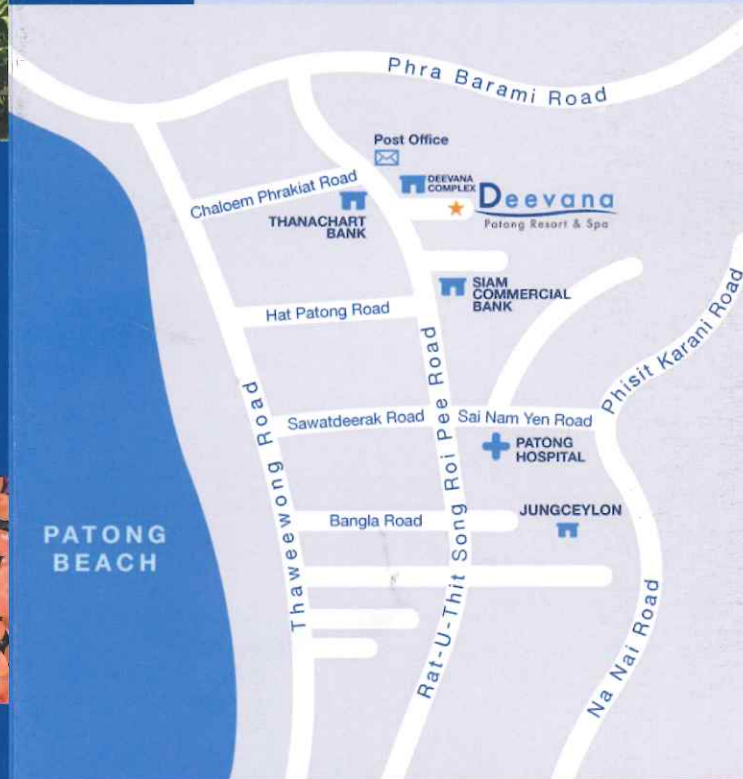 Phra Barami Road
Post Office
DEEVANA
COMPLEX
Deevana
Patong Resort & Spa
Chaloem Phrakiat Road
THANACHART
BANK
SIAM
COMMERCIAL
BANK
Hat Patong Road
Phisit Karani Road
Thaweewong Road
Sawatdeerak Road
Rat-U-Thit Song Roi Pee Road
Sai Nam Yen Road
PATONG
HOSPITAL
PATONG
BEACH
Bangla Road
JUNGCEYLON
Na Nai Road